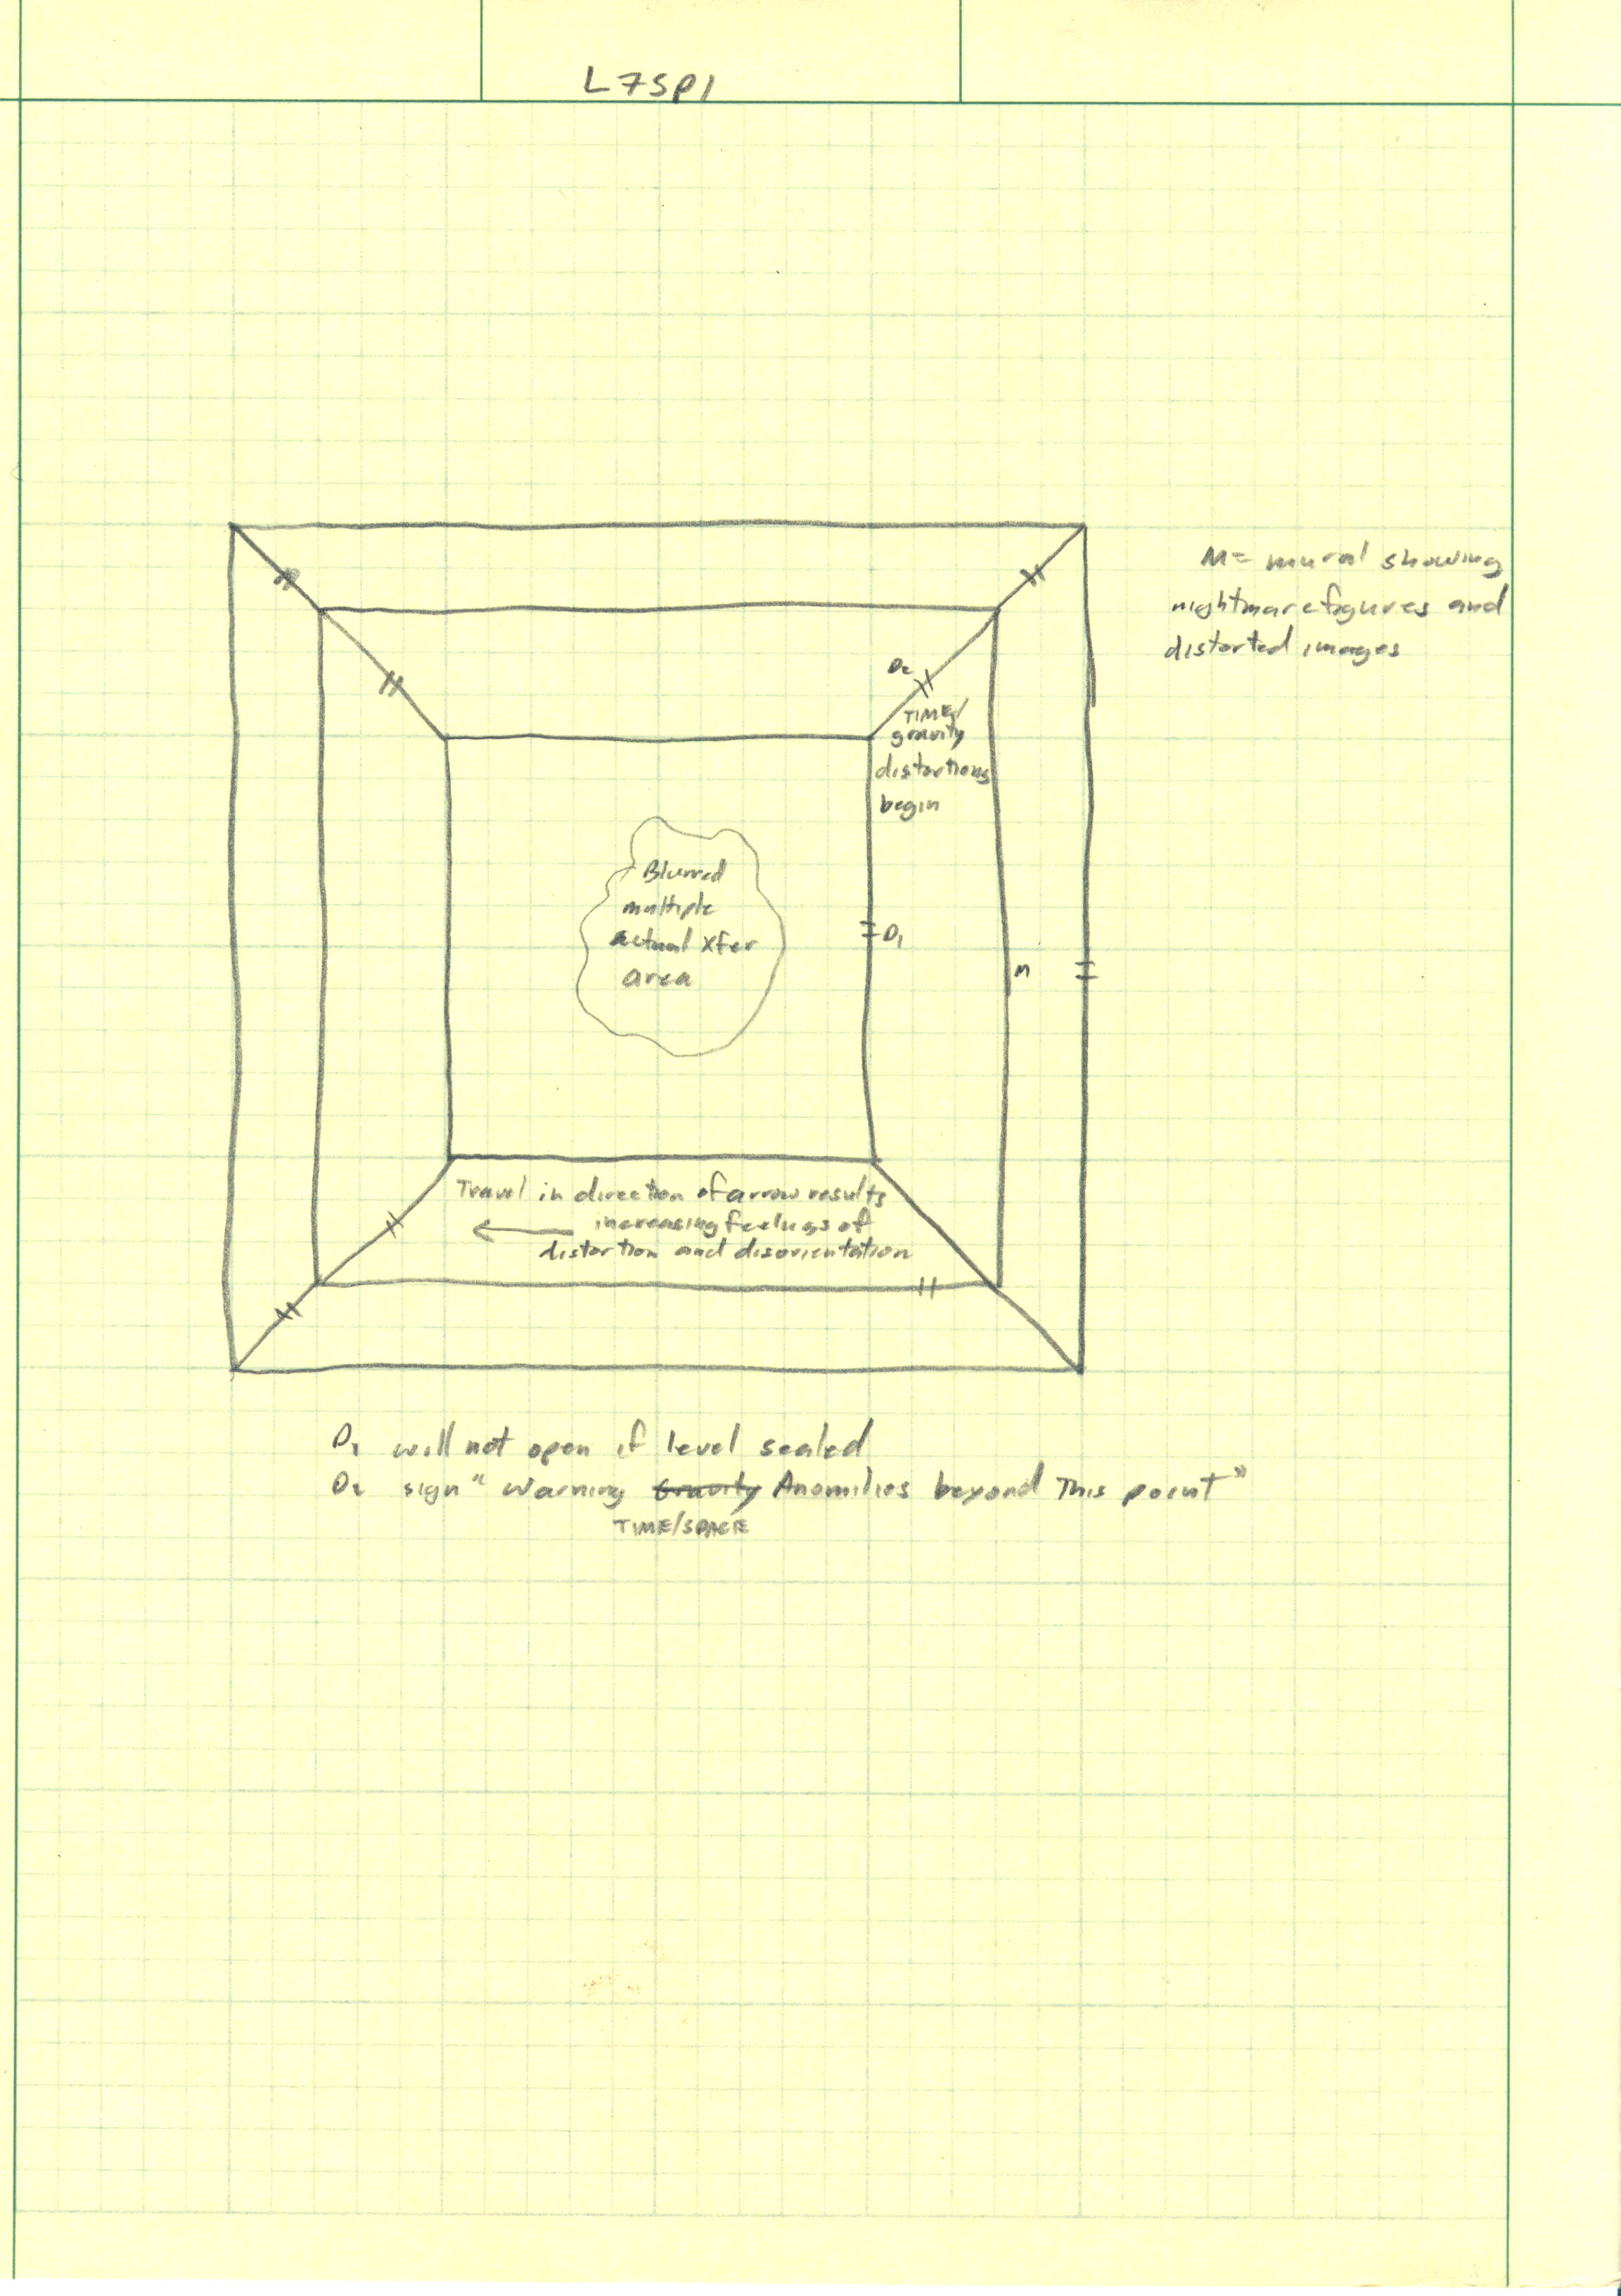 L7SP1
M= mural showing
nightmare figures and
distorted images
D2
TIME/
gravity
distortions
begin
Blurred
multiple
actual xfer
area
D1
M
Travel in direction of arrow results
increasing feelings of
distortion and disorientation
D1 will not open if level sealed
D2 sign "Warning Gravity Anomilies beyond This point"
TIME/SPACE